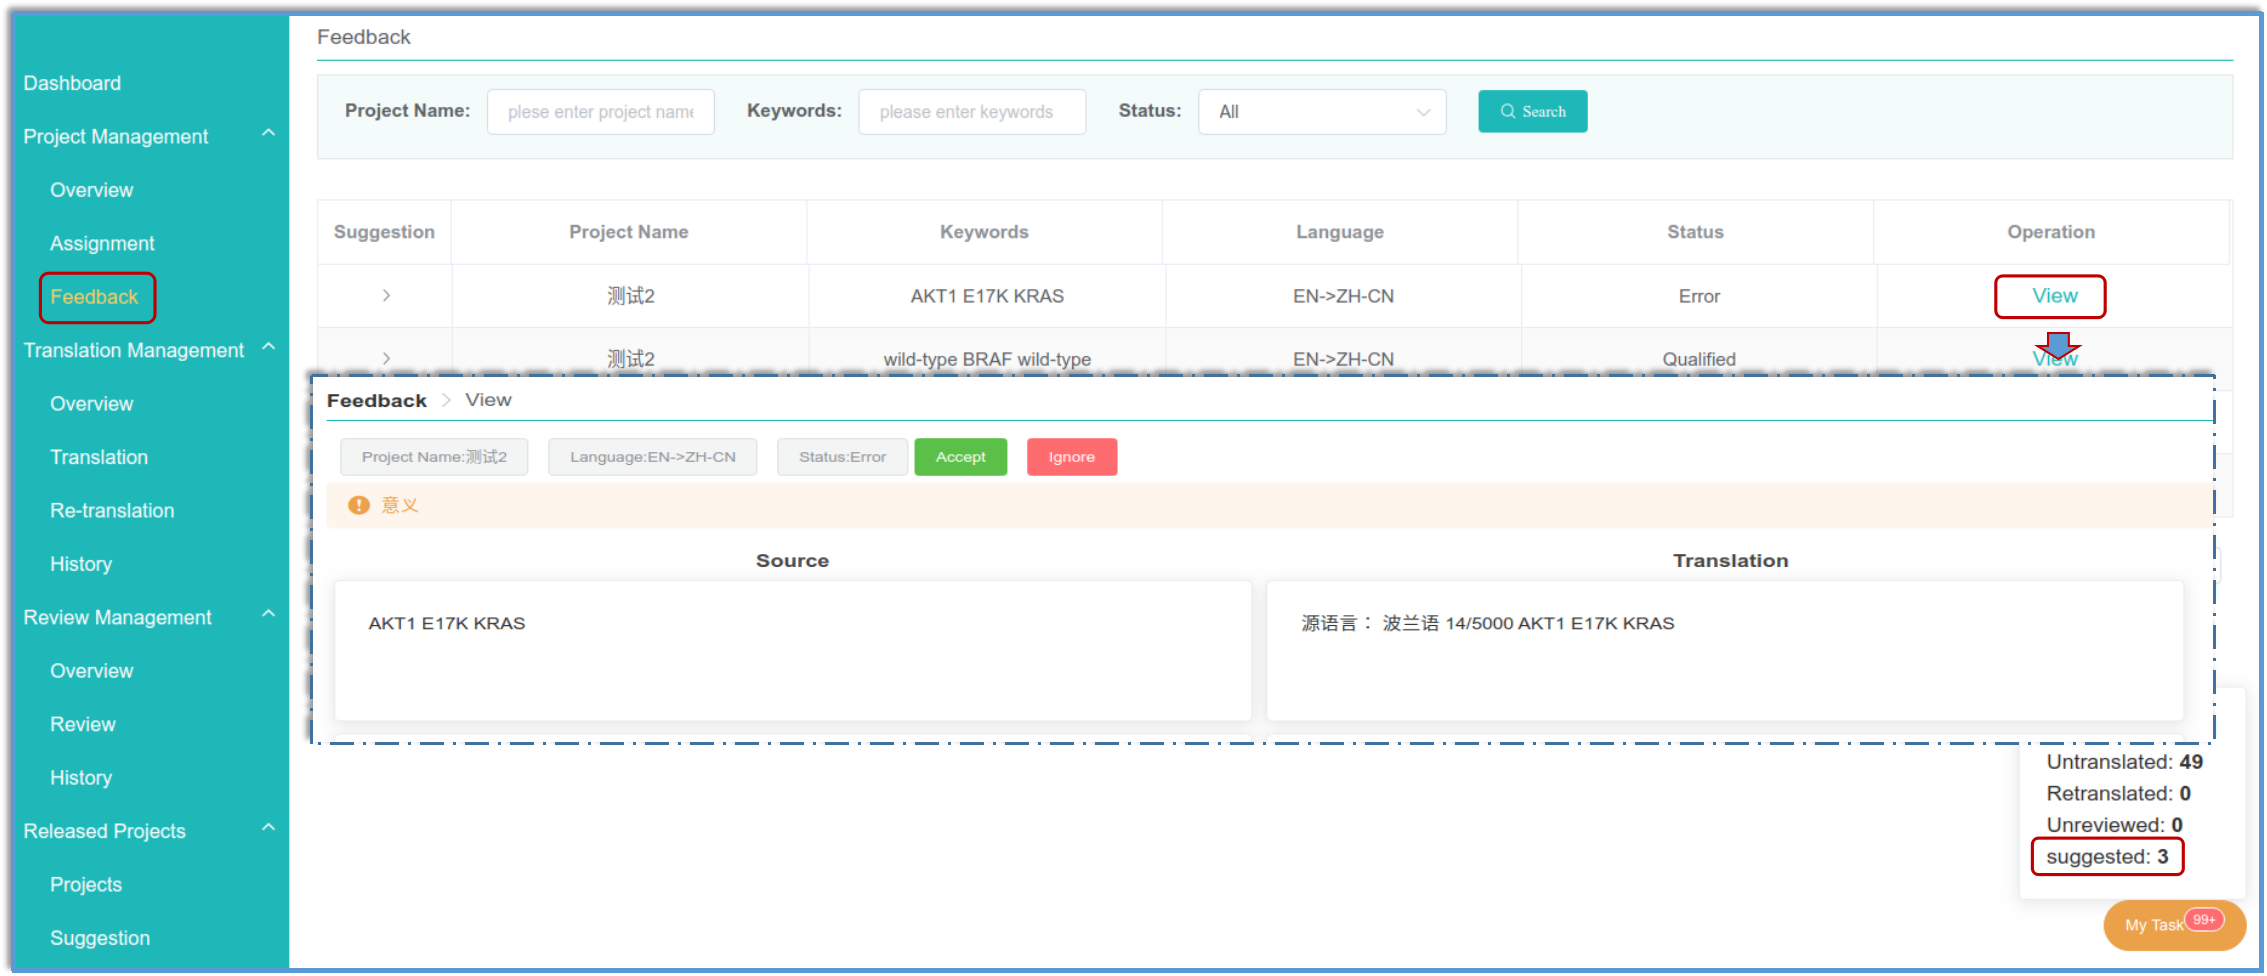 Dashboard
Project Management
Overview
Assignment
Feedback
Translation Management
Overview
Translation
Re-translation
History
Review Management
Overview
Review
History
Released Projects
Projects
Suggestion
Feedback
Project Name: plese enter project name Keywords: please enter keywords Status: All Search
Suggestion Project Name Keywords Language Status Operation
测试2 AKT1 E17K KRAS EN->ZH-CN Error View
测试2 wild-type BRAF wild-type EN->ZH-CN Qualified View
Feedback > View
Project Name:测试2 Language:EN->ZH-CN Status:Error Accept Ignore
意义
Source Translation
AKT1 E17K KRAS 源语言： 波兰语 14/5000 AKT1 E17K KRAS
Untranslated: 49
Retranslated: 0
Unreviewed: 0
suggested: 3
My Task 99+